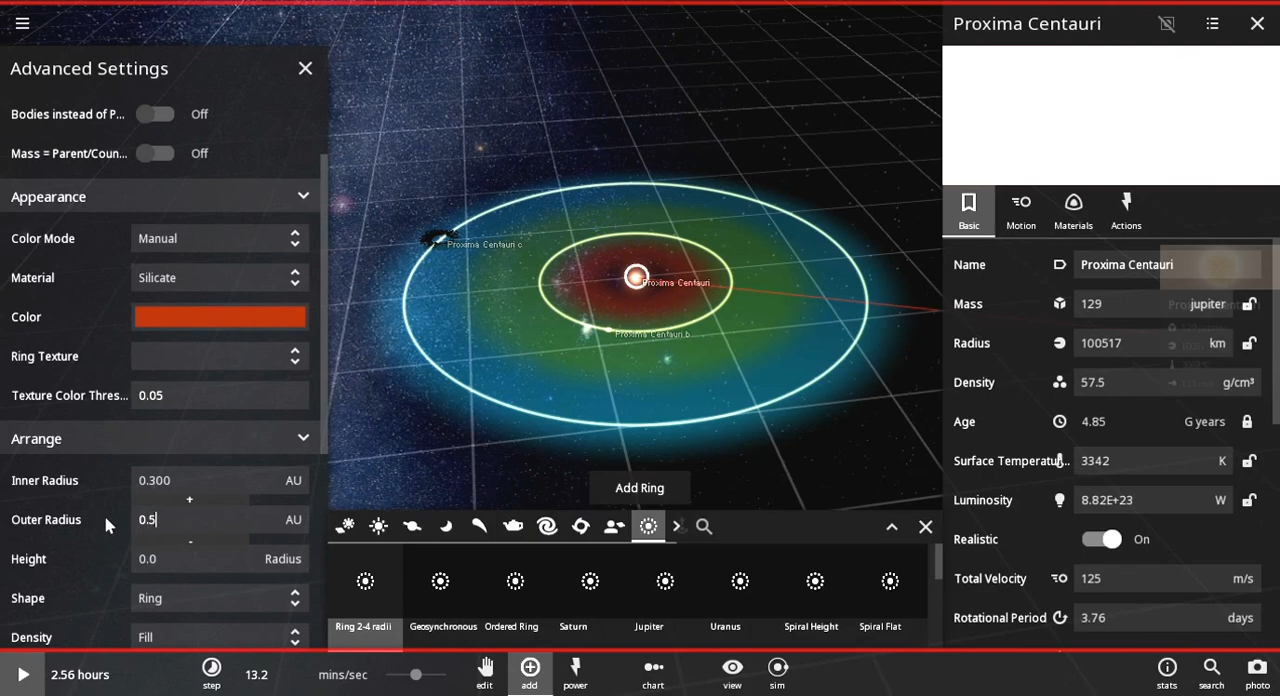 Advanced Settings
Bodies instead of P... Off
Mass = Parent/Coun... Off
Appearance
Color Mode Manual
Material Silicate
Color
Ring Texture
Texture Color Thres... 0.05
Arrange
Inner Radius 0.300 AU
+
Outer Radius 0.5 AU
-
Height 0.0 Radius
Shape Ring
Density Fill
Proxima Centauri c
Proxima Centauri
Proxima Centauri b
Add Ring
Ring 2-4 radii Geosynchronous Ordered Ring Saturn Jupiter Uranus Spiral Height Spiral Flat
Proxima Centauri
Basic Motion Materials Actions
Name Proxima Centauri
Mass 129 jupiter
Radius 100517 km
Density 57.5 g/cm³
Age 4.85 G years
Surface Temperatu... 3342 K
Luminosity 8.82E+23 W
Realistic On
Total Velocity 125 m/s
Rotational Period 3.76 days
2.56 hours step 13.2 mins/sec edit add power chart view sim stats search photo